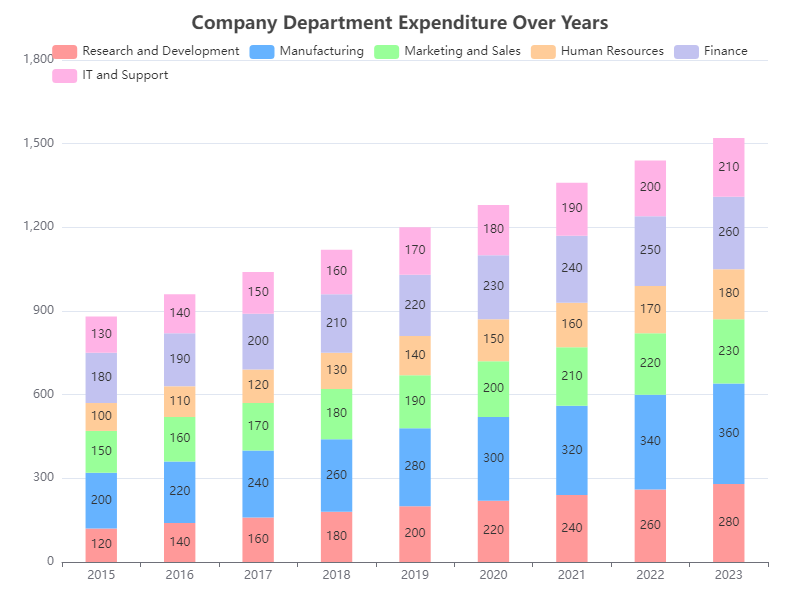 Company Department Expenditure Over Years
Research and Development Manufacturing Marketing and Sales Human Resources Finance
IT and Support
1,800
1,500
1,200
900
600
300
0
130 140 150 160 170 180 190 200 210
180 190 200 210 220 230 240 250 260
100 110 120 130 140 150 160 170 180
150 160 170 180 190 200 210 220 230
200 220 240 260 280 300 320 340 360
120 140 160 180 200 220 240 260 280
2015 2016 2017 2018 2019 2020 2021 2022 2023